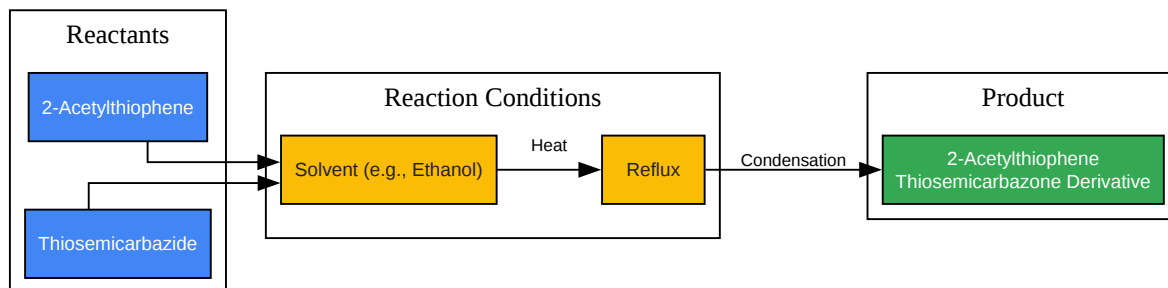 Reactants
2-Acetylthiophene
Thiosemicarbazide
Reaction Conditions
Solvent (e.g., Ethanol)
Heat
Reflux
Condensation
Product
2-Acetylthiophene
Thiosemicarbazone Derivative